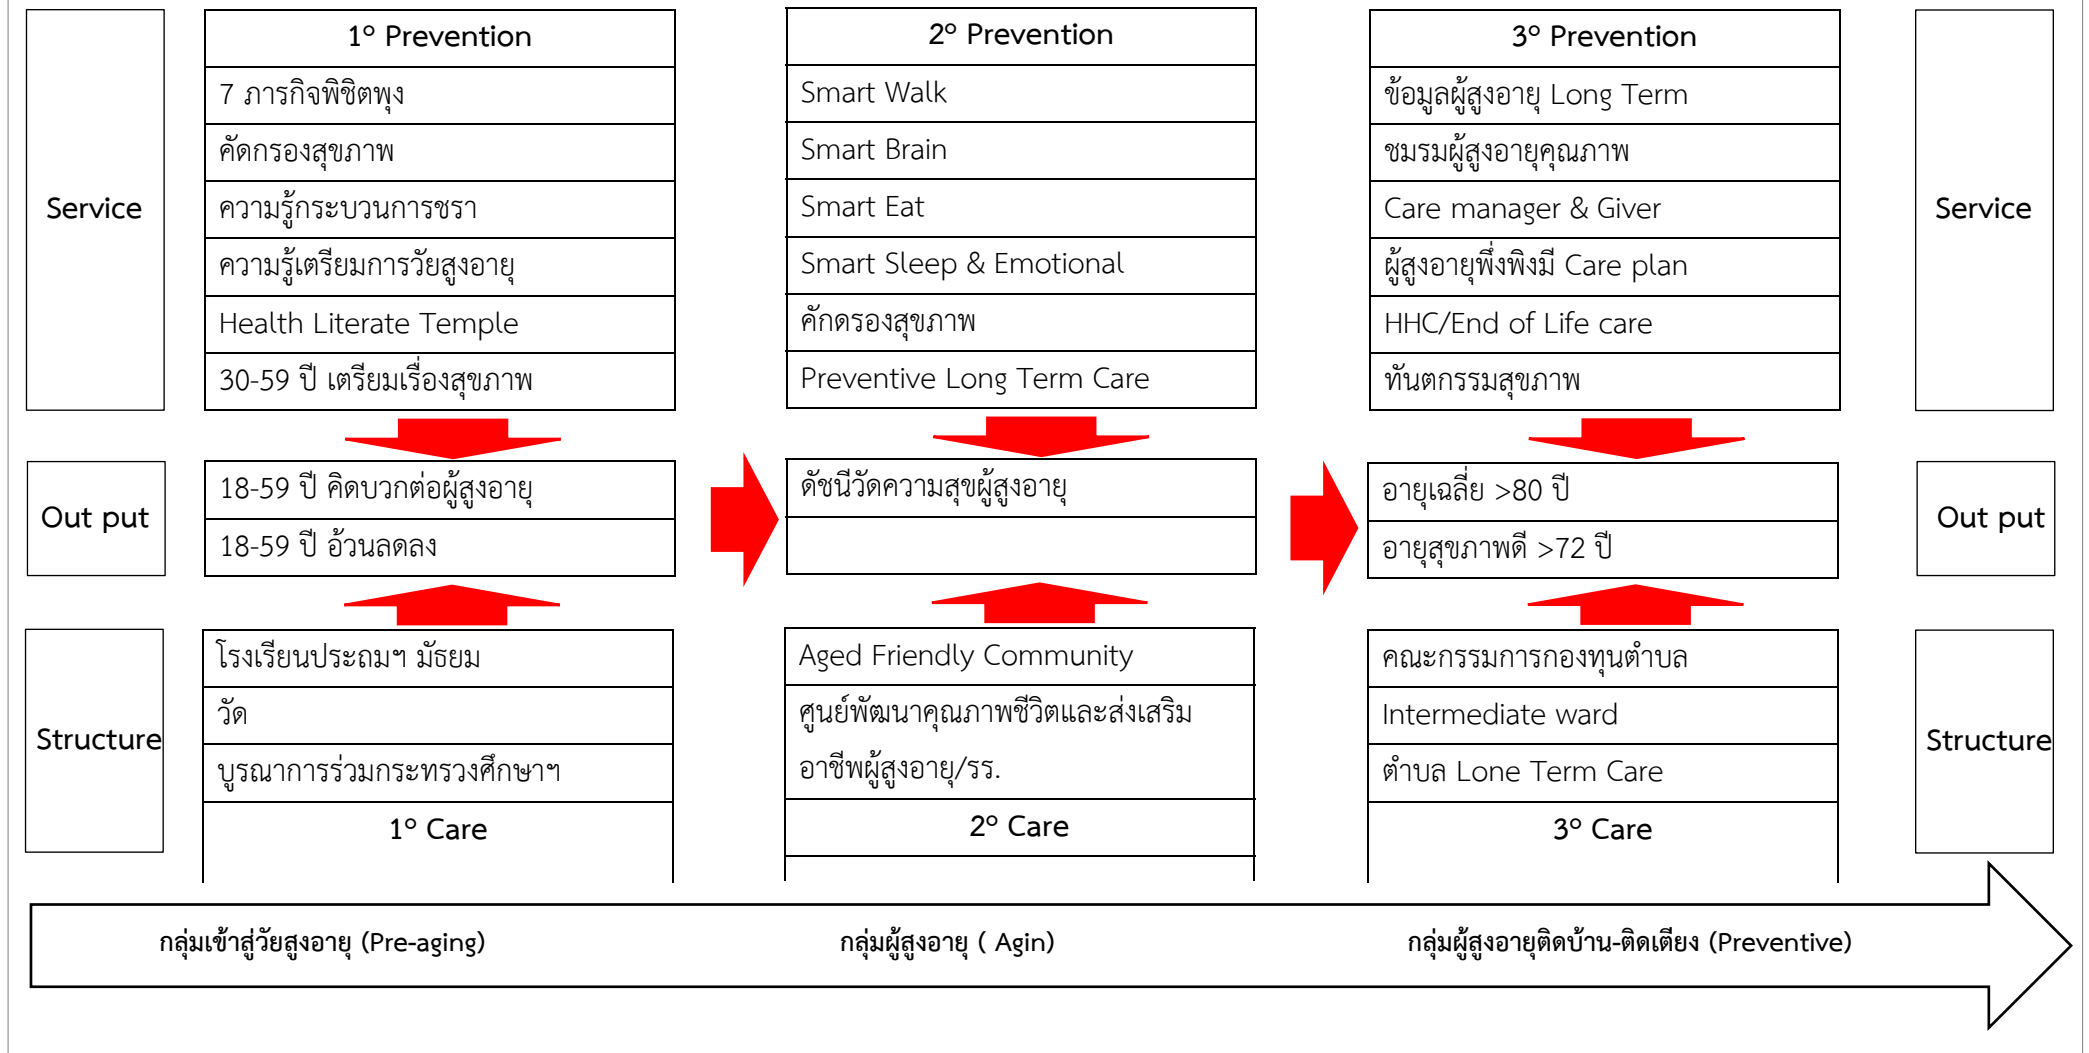 Service
1° Prevention
7 ภารกิจพิชิตพุง
คัดกรองสุขภาพ
ความรู้กระบวนการชรา
ความรู้เตรียมการวัยสูงอายุ
Health Literate Temple
30-59 ปี เตรียมเรื่องสุขภาพ
2° Prevention
Smart Walk
Smart Brain
Smart Eat
Smart Sleep & Emotional
คักดรองสุขภาพ
Preventive Long Term Care
3° Prevention
ข้อมูลผู้สูงอายุ Long Term
ชมรมผู้สูงอายุคุณภาพ
Care manager & Giver
ผู้สูงอายุพึ่งพิงมี Care plan
HHC/End of Life care
ทันตกรรมสุขภาพ
Service
Out put
18-59 ปี คิดบวกต่อผู้สูงอายุ
18-59 ปี อ้วนลดลง
ดัชนีวัดความสุขผู้สูงอายุ
อายุเฉลี่ย >80 ปี
อายุสุขภาพดี >72 ปี
Out put
Structure
โรงเรียนประถมฯ มัธยม
วัด
บูรณาการร่วมกระทรวงศึกษาฯ
1° Care
Aged Friendly Community
ศูนย์พัฒนาคุณภาพชีวิตและส่งเสริม
อาชีพผู้สูงอายุ/รร.
2° Care
คณะกรรมการกองทุนตำบล
Intermediate ward
ตำบล Lone Term Care
3° Care
Structure
กลุ่มเข้าสู่วัยสูงอายุ (Pre-aging)
กลุ่มผู้สูงอายุ ( Agin)
กลุ่มผู้สูงอายุติดบ้าน-ติดเตียง (Preventive)